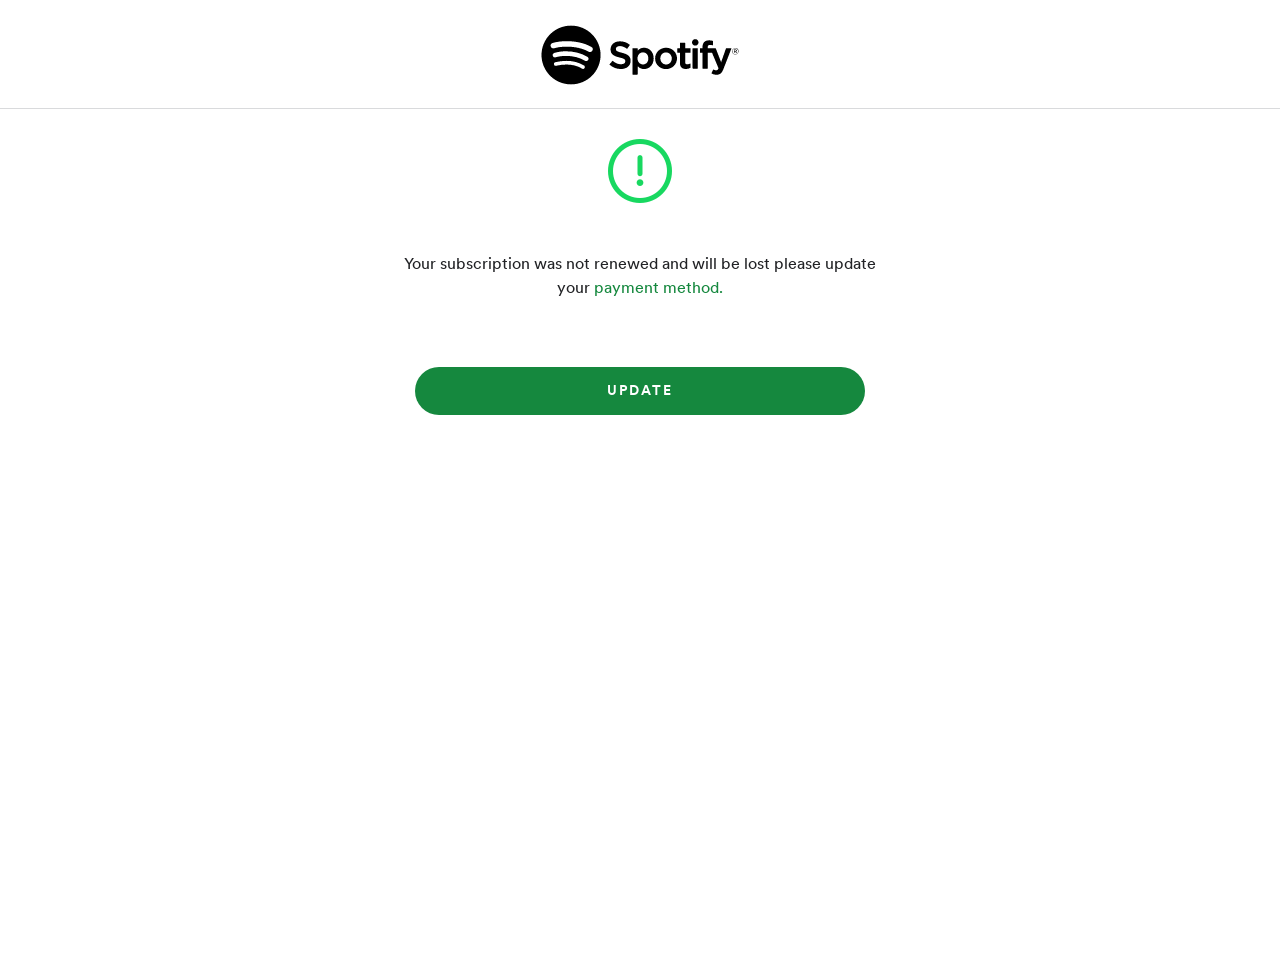 Spotify®
Your subscription was not renewed and will be lost please update
your payment method.
UPDATE